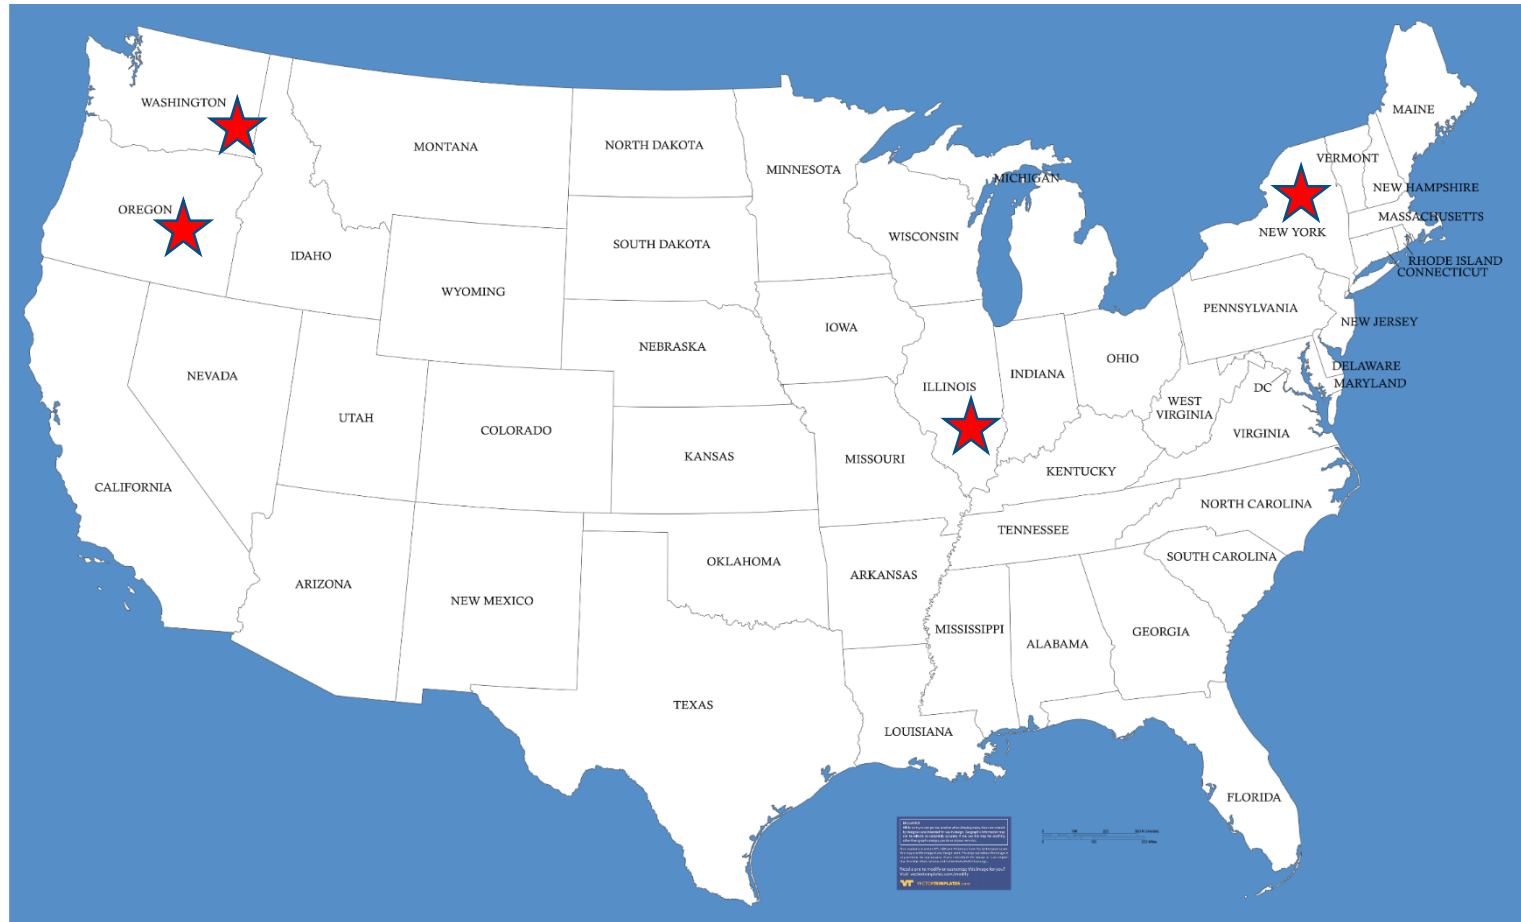 WASHINGTON
OREGON
IDAHO
MONTANA
NORTH DAKOTA
SOUTH DAKOTA
MINNESOTA
WISCONSIN
MICHIGAN
WYOMING
NEBRASKA
IOWA
ILLINOIS
INDIANA
OHIO
PENNSYLVANIA
NEW YORK
VERMONT
MAINE
NEW HAMPSHIRE
MASSACHUSETTS
RHODE ISLAND
CONNECTICUT
NEW JERSEY
DELAWARE
MARYLAND
DC
WEST
VIRGINIA
VIRGINIA
KENTUCKY
NEVADA
UTAH
COLORADO
KANSAS
MISSOURI
CALIFORNIA
ARIZONA
NEW MEXICO
OKLAHOMA
ARKANSAS
TENNESSEE
NORTH CAROLINA
SOUTH CAROLINA
MISSISSIPPI
ALABAMA
GEORGIA
TEXAS
LOUISIANA
FLORIDA